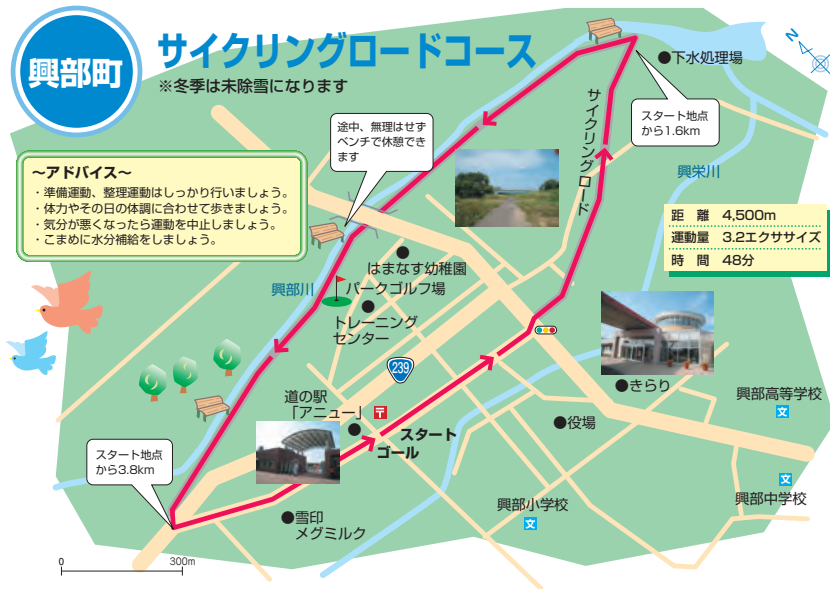 興部町
サイクリングロードコース
※冬季は未除雪になります
～アドバイス～
・準備運動、整理運動はしっかり行いましょう。
・体力やその日の体調に合わせて歩きましょう。
・気分が悪くなったら運動を中止しましょう。
・こまめに水分補給をしましょう。
途中、無理はせず
ベンチで休憩でき
ます
下水処理場
N
スタート地点
から1.6km
サイクリングロード
興栄川
距　離　4,500m
運動量　3.2エクササイズ
時　間　48分
はまなす幼稚園
パークゴルフ場
興部川
トレーニング
センター
239
道の駅
「アニュー」
〒
スタート
ゴール
きらり
役場
興部高等学校
文
スタート地点
から3.8km
雪印
メグミルク
興部小学校
文
文
興部中学校
0
300m